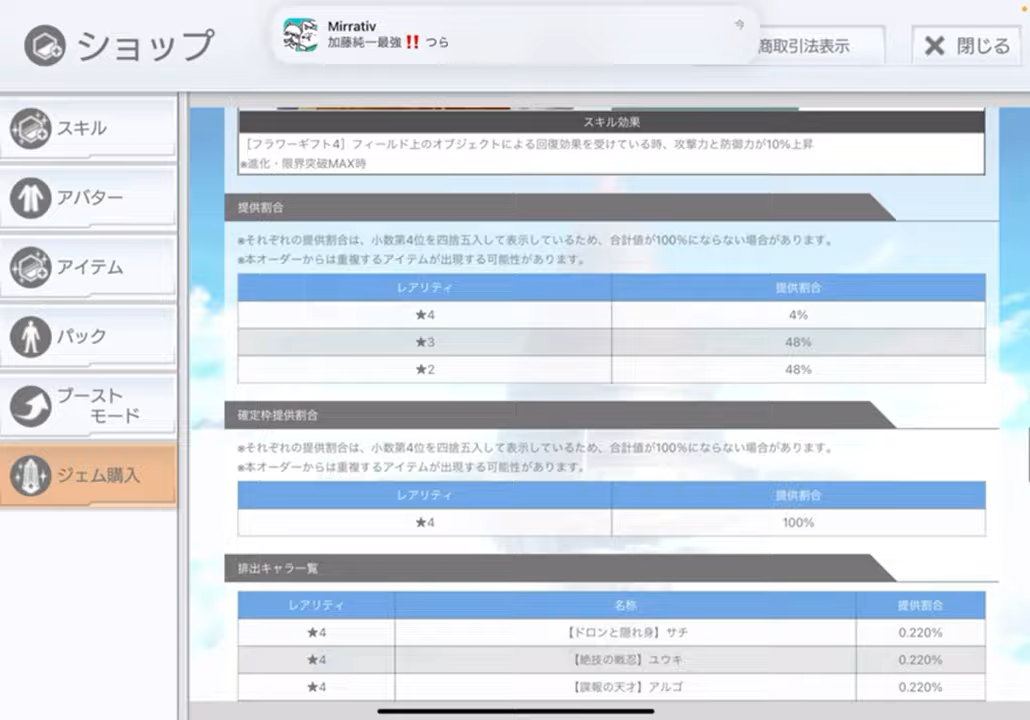 ショップ
Mirrativ
今
加藤純一最強‼️つら
商取引法表示
閉じる
スキル
アバター
アイテム
パック
ブースト
モード
ジェム購入
スキル効果
［フラワーギフト4］フィールド上のオブジェクトによる回復効果を受けている時、攻撃力と防御力が10%上昇
※進化・限界突破MAX時
提供割合
※それぞれの提供割合は、小数第4位を四捨五入して表示しているため、合計値が100%にならない場合があります。
※本オーダーからは重複するアイテムが出現する可能性があります。
レアリティ 提供割合
★4 4%
★3 48%
★2 48%
確定枠提供割合
※それぞれの提供割合は、小数第4位を四捨五入して表示しているため、合計値が100%にならない場合があります。
※本オーダーからは重複するアイテムが出現する可能性があります。
レアリティ 提供割合
★4 100%
排出キャラ一覧
レアリティ 名称 提供割合
★4 【ドロンと隠れ身】サチ 0.220%
★4 【絶技の戦忍】ユウキ 0.220%
★4 【諜報の天才】アルゴ 0.220%